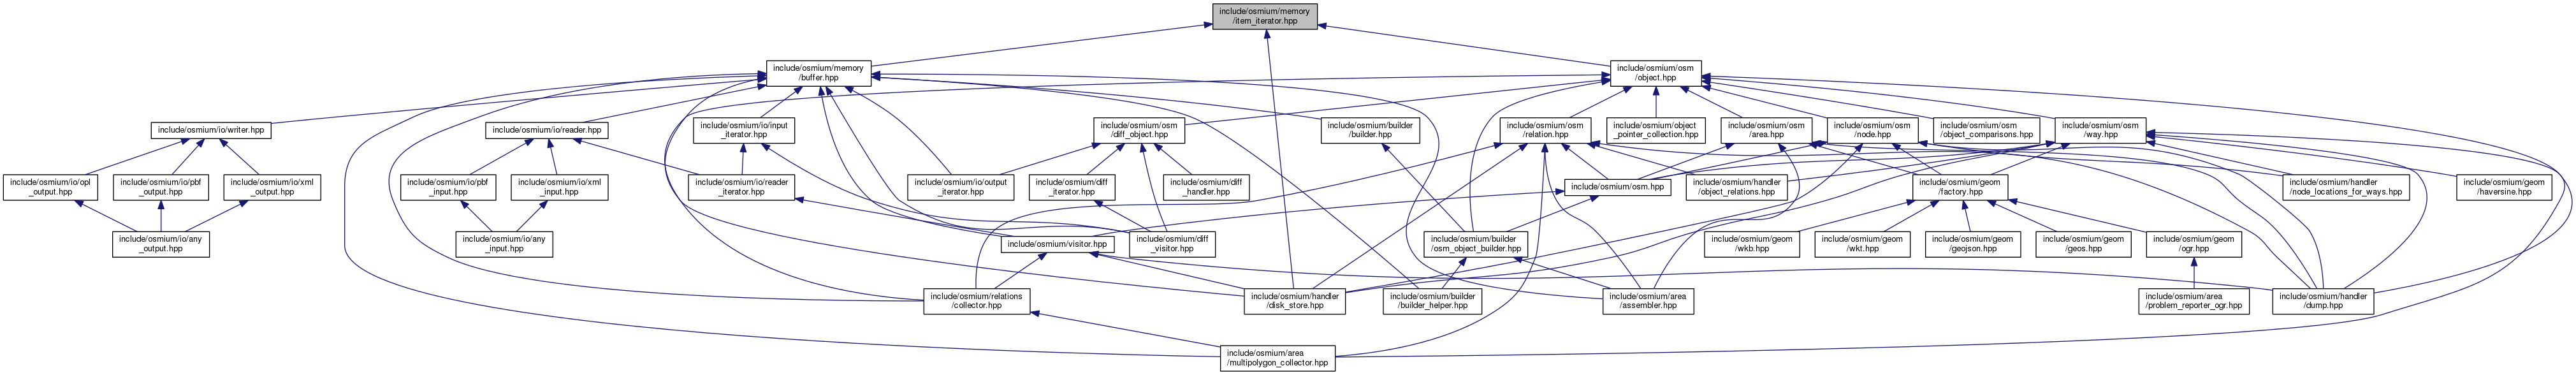 include/osmium/memory
/item_iterator.hpp
include/osmium/memory
/buffer.hpp
include/osmium/osm
/object.hpp
include/osmium/io/writer.hpp
include/osmium/io/reader.hpp
include/osmium/io/input
_iterator.hpp
include/osmium/osm
/diff_object.hpp
include/osmium/builder
/builder.hpp
include/osmium/osm
/relation.hpp
include/osmium/object
_pointer_collection.hpp
include/osmium/osm
/area.hpp
include/osmium/osm
/node.hpp
include/osmium/osm
/object_comparisons.hpp
include/osmium/osm
/way.hpp
include/osmium/io/opl
_output.hpp
include/osmium/io/pbf
_output.hpp
include/osmium/io/xml
_output.hpp
include/osmium/io/pbf
_input.hpp
include/osmium/io/xml
_input.hpp
include/osmium/io/reader
_iterator.hpp
include/osmium/io/output
_iterator.hpp
include/osmium/diff
_iterator.hpp
include/osmium/diff
_handler.hpp
include/osmium/osm.hpp
include/osmium/handler
/object_relations.hpp
include/osmium/geom
/factory.hpp
include/osmium/handler
/node_locations_for_ways.hpp
include/osmium/geom
/haversine.hpp
include/osmium/io/any
_output.hpp
include/osmium/io/any
_input.hpp
include/osmium/visitor.hpp
include/osmium/diff
_visitor.hpp
include/osmium/builder
/osm_object_builder.hpp
include/osmium/geom
/wkb.hpp
include/osmium/geom
/wkt.hpp
include/osmium/geom
/geojson.hpp
include/osmium/geom
/geos.hpp
include/osmium/geom
/ogr.hpp
include/osmium/relations
/collector.hpp
include/osmium/handler
/disk_store.hpp
include/osmium/builder
/builder_helper.hpp
include/osmium/area
/assembler.hpp
include/osmium/area
/problem_reporter_ogr.hpp
include/osmium/handler
/dump.hpp
include/osmium/area
/multipolygon_collector.hpp